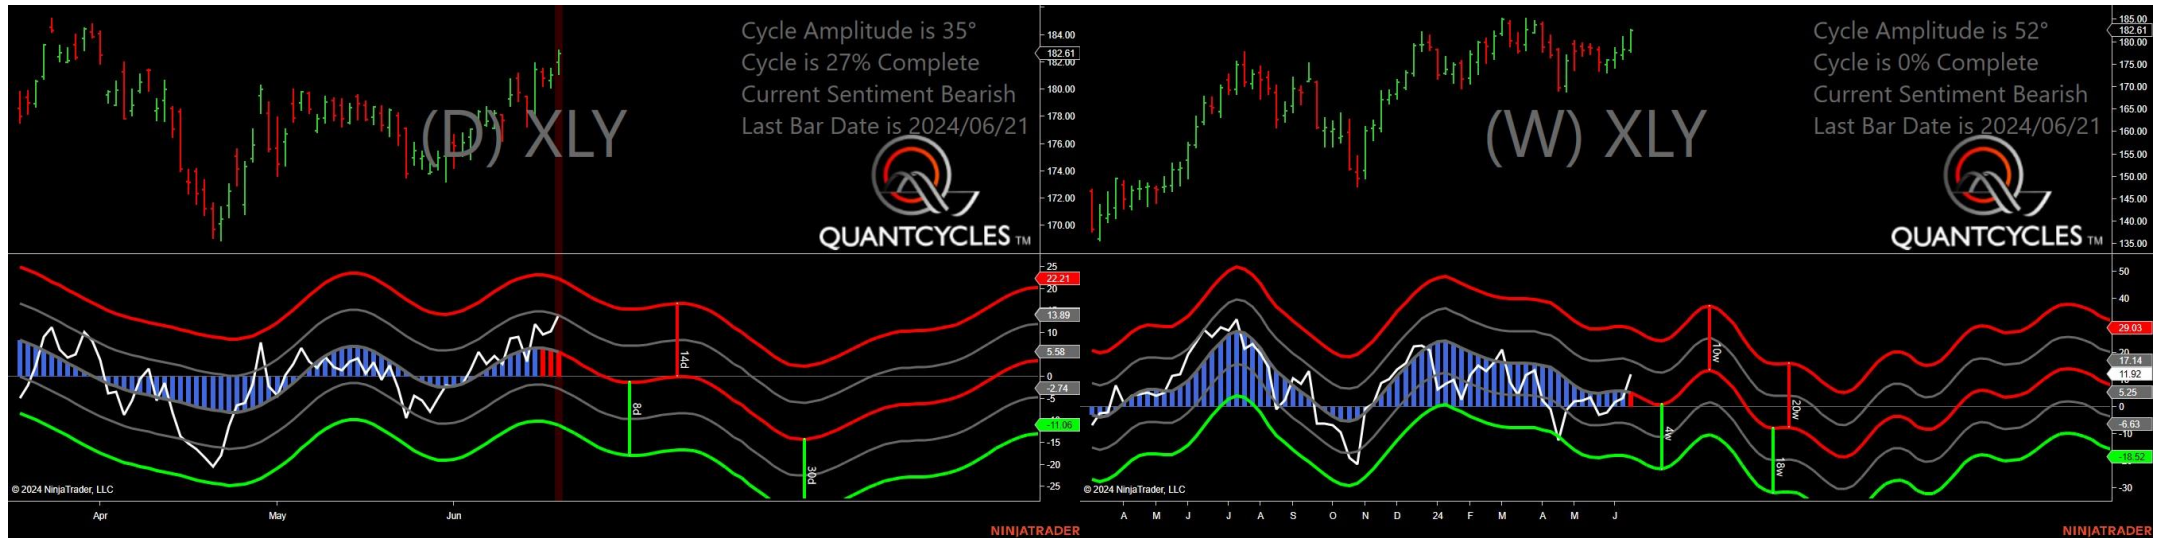 Cycle Amplitude is 35°
Cycle is 27% Complete
Current Sentiment Bearish
Last Bar Date is 2024/06/21
(D) XLY
QUANTCYCLES TM
184.00
182.61
182.00
180.00
178.00
176.00
174.00
172.00
170.00
25
22.21
20
13.89
10
5.58
0
-2.74
-5
-11.06
-15
-20
-25
14d
8d
30d
© 2024 NinjaTrader, LLC
Apr May Jun
NINJATRADER
Cycle Amplitude is 52°
Cycle is 0% Complete
Current Sentiment Bearish
Last Bar Date is 2024/06/21
(W) XLY
QUANTCYCLES TM
185.00
182.61
180.00
175.00
170.00
165.00
160.00
155.00
150.00
145.00
140.00
135.00
50
40
29.03
17.14
11.92
5.25
0
-6.63
-10
-18.52
-30
10w
4w
20w
18w
© 2024 NinjaTrader, LLC
A M J J A S O N D 24 F M A M J
NINJATRADER